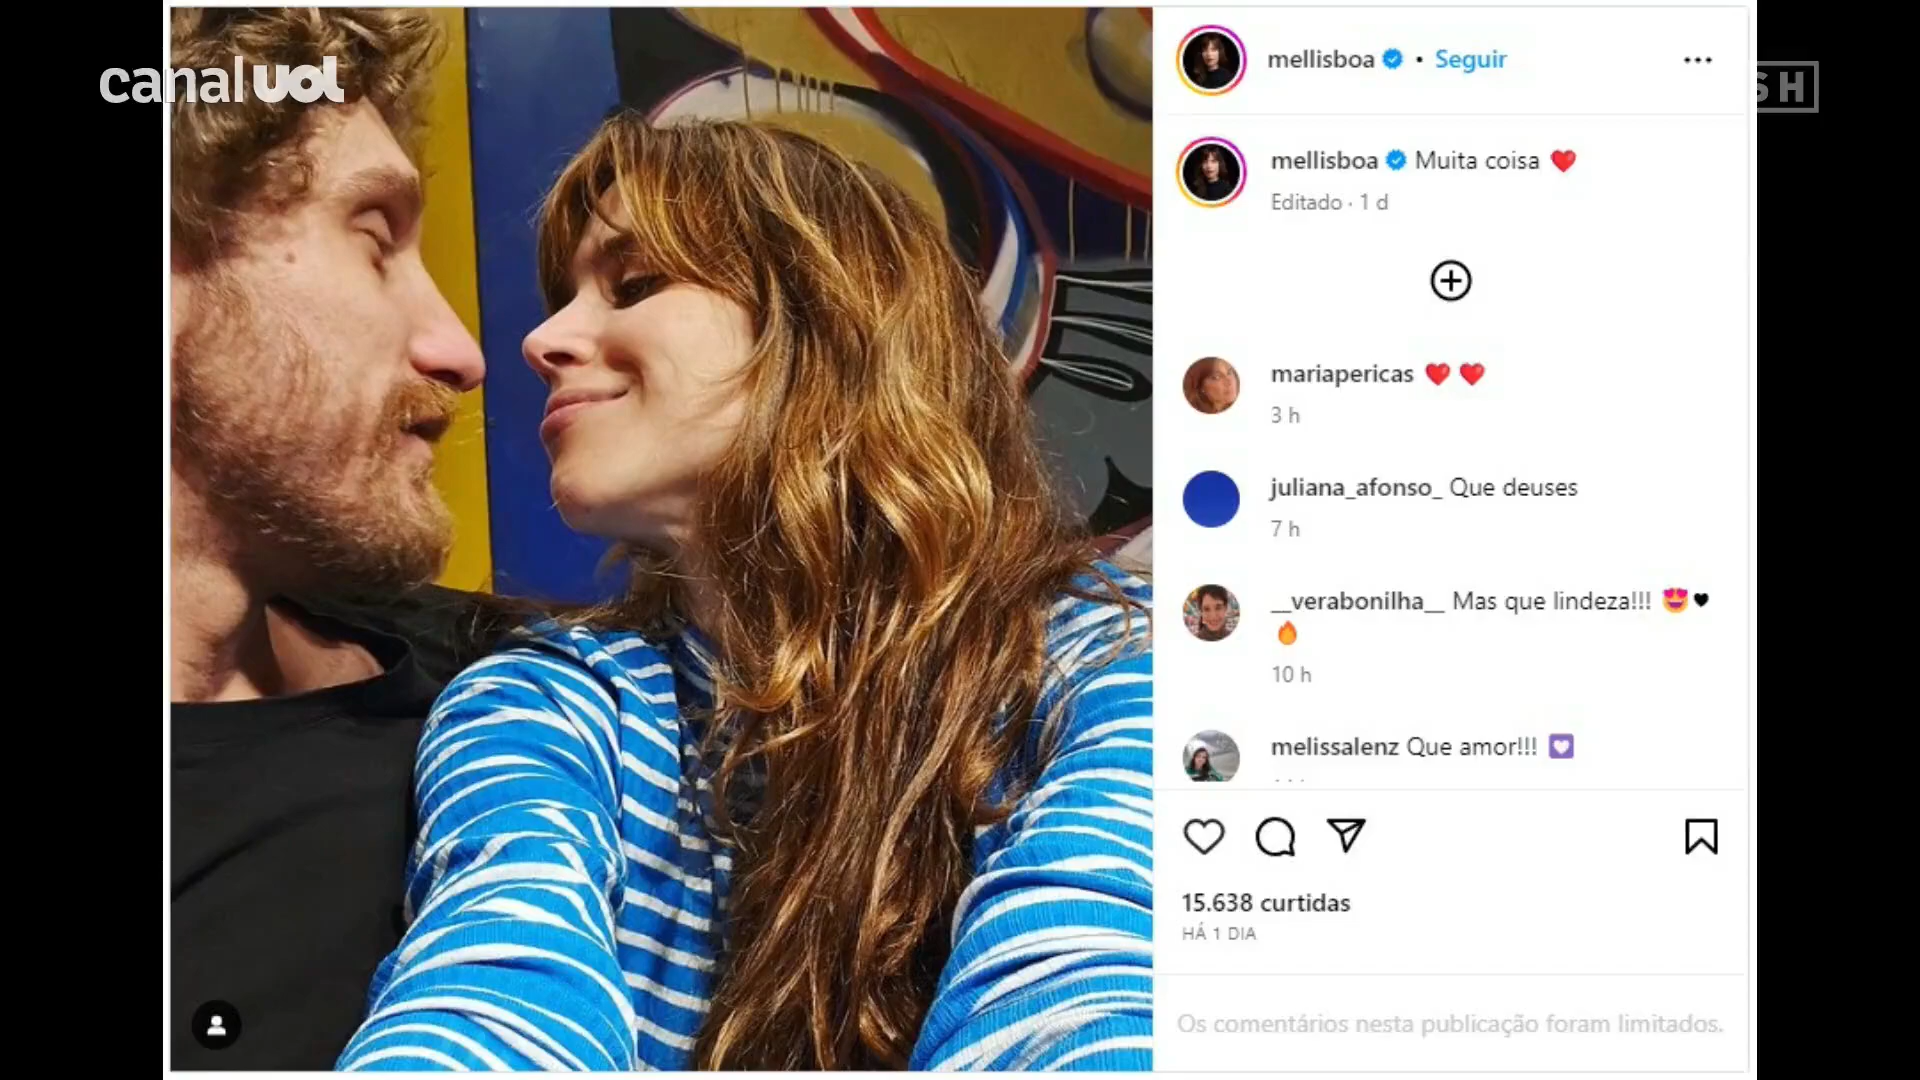 canal uol
SH
mellisboa • Seguir
mellisboa Muita coisa ❤️
Editado · 1 d
mariapericas ❤️ ❤️
3 h
juliana_afonso_ Que deuses
7 h
__verabonilha__ Mas que lindeza!!! 😍🖤
🔥
10 h
melissalenz Que amor!!! 💟
15.638 curtidas
HÁ 1 DIA
Os comentários nesta publicação foram limitados.